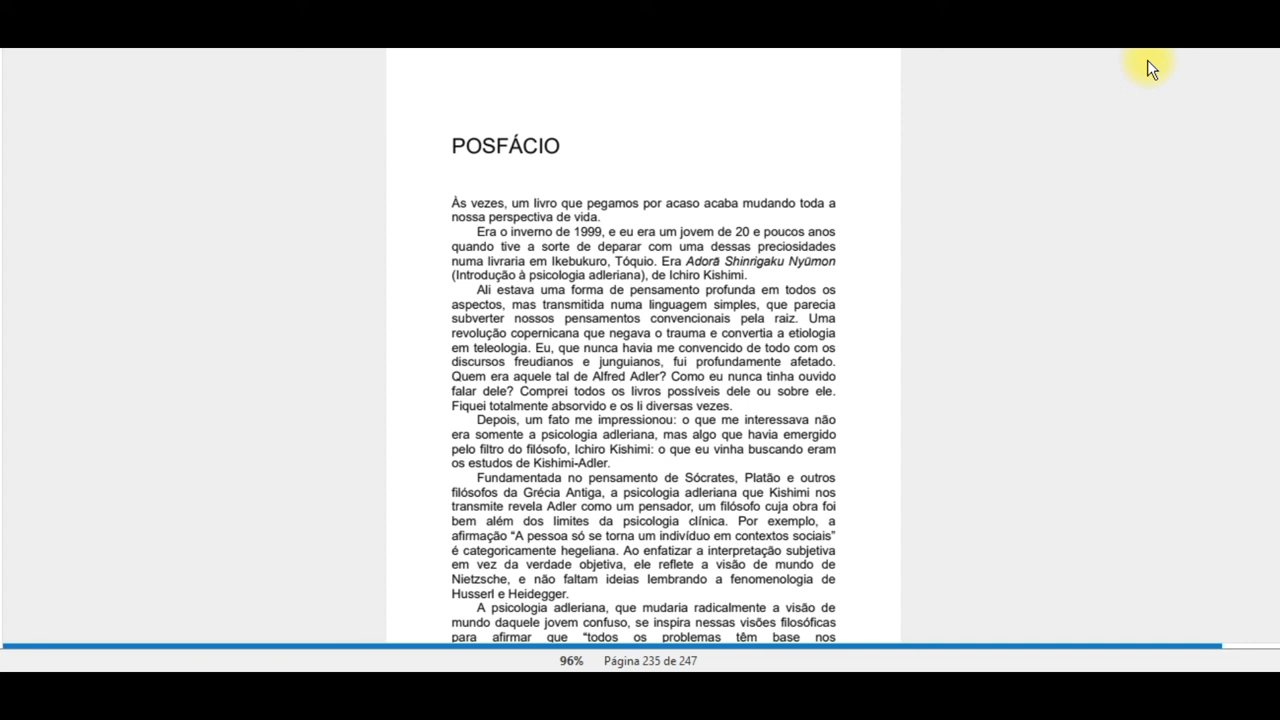 POSFÁCIO
Às vezes, um livro que pegamos por acaso acaba mudando toda a
nossa perspectiva de vida.
Era o inverno de 1999, e eu era um jovem de 20 e poucos anos
quando tive a sorte de deparar com uma dessas preciosidades
numa livraria em Ikebukuro, Tóquio. Era Adorã Shinrigaku Nyūmon
(Introdução à psicologia adleriana), de Ichiro Kishimi.
Ali estava uma forma de pensamento profunda em todos os
aspectos, mas transmitida numa linguagem simples, que parecia
subverter nossos pensamentos convencionais pela raiz. Uma
revolução copernicana que negava o trauma e convertia a etiologia
em teleologia. Eu, que nunca havia me convencido de todo com os
discursos freudianos e junguianos, fui profundamente afetado.
Quem era aquele tal de Alfred Adler? Como eu nunca tinha ouvido
falar dele? Comprei todos os livros possíveis dele ou sobre ele.
Fiquei totalmente absorvido e os li diversas vezes.
Depois, um fato me impressionou: o que me interessava não
era somente a psicologia adleriana, mas algo que havia emergido
pelo filtro do filósofo, Ichiro Kishimi: o que eu vinha buscando eram
os estudos de Kishimi-Adler.
Fundamentada no pensamento de Sócrates, Platão e outros
filósofos da Grécia Antiga, a psicologia adleriana que Kishimi nos
transmite revela Adler como um pensador, um filósofo cuja obra foi
bem além dos limites da psicologia clínica. Por exemplo, a
afirmação “A pessoa só se torna um indivíduo em contextos sociais”
é categoricamente hegeliana. Ao enfatizar a interpretação subjetiva
em vez da verdade objetiva, ele reflete a visão de mundo de
Nietzsche, e não faltam ideias lembrando a fenomenologia de
Husserl e Heidegger.
A psicologia adleriana, que mudaria radicalmente a visão de
mundo daquele jovem confuso, se inspira nessas visões filosóficas
para afirmar que “todos os problemas têm base nos
96% Página 235 de 247